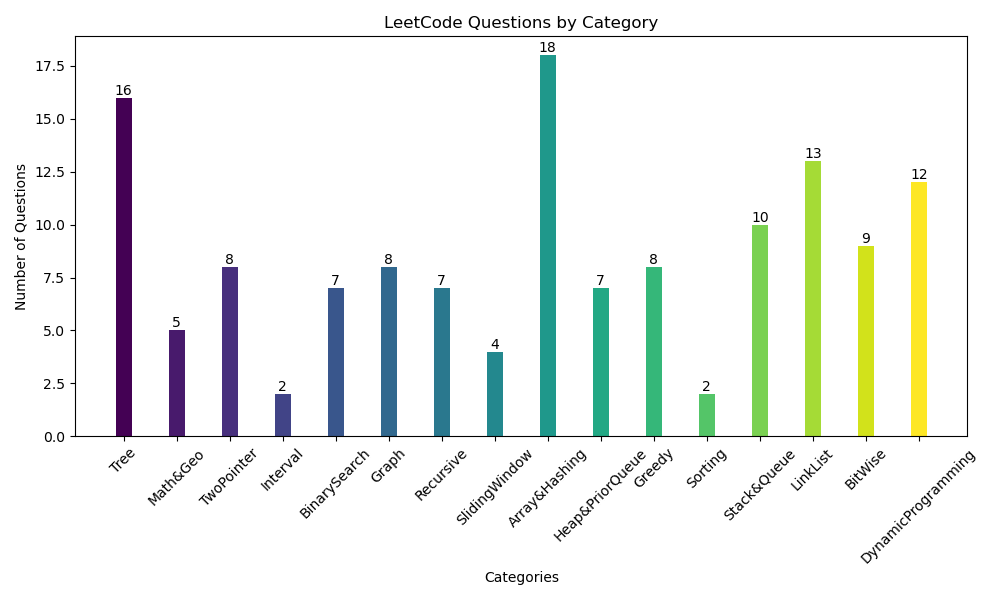 LeetCode Questions by Category
Number of Questions
17.5
15.0
12.5
10.0
7.5
5.0
2.5
0.0
16
5
8
2
7
8
7
4
18
7
8
2
10
13
9
12
Tree
Math&Geo
TwoPointer
Interval
BinarySearch
Graph
Recursive
SlidingWindow
Array&Hashing
Heap&PriorQueue
Greedy
Sorting
Stack&Queue
LinkList
BitWise
DynamicProgramming
Categories